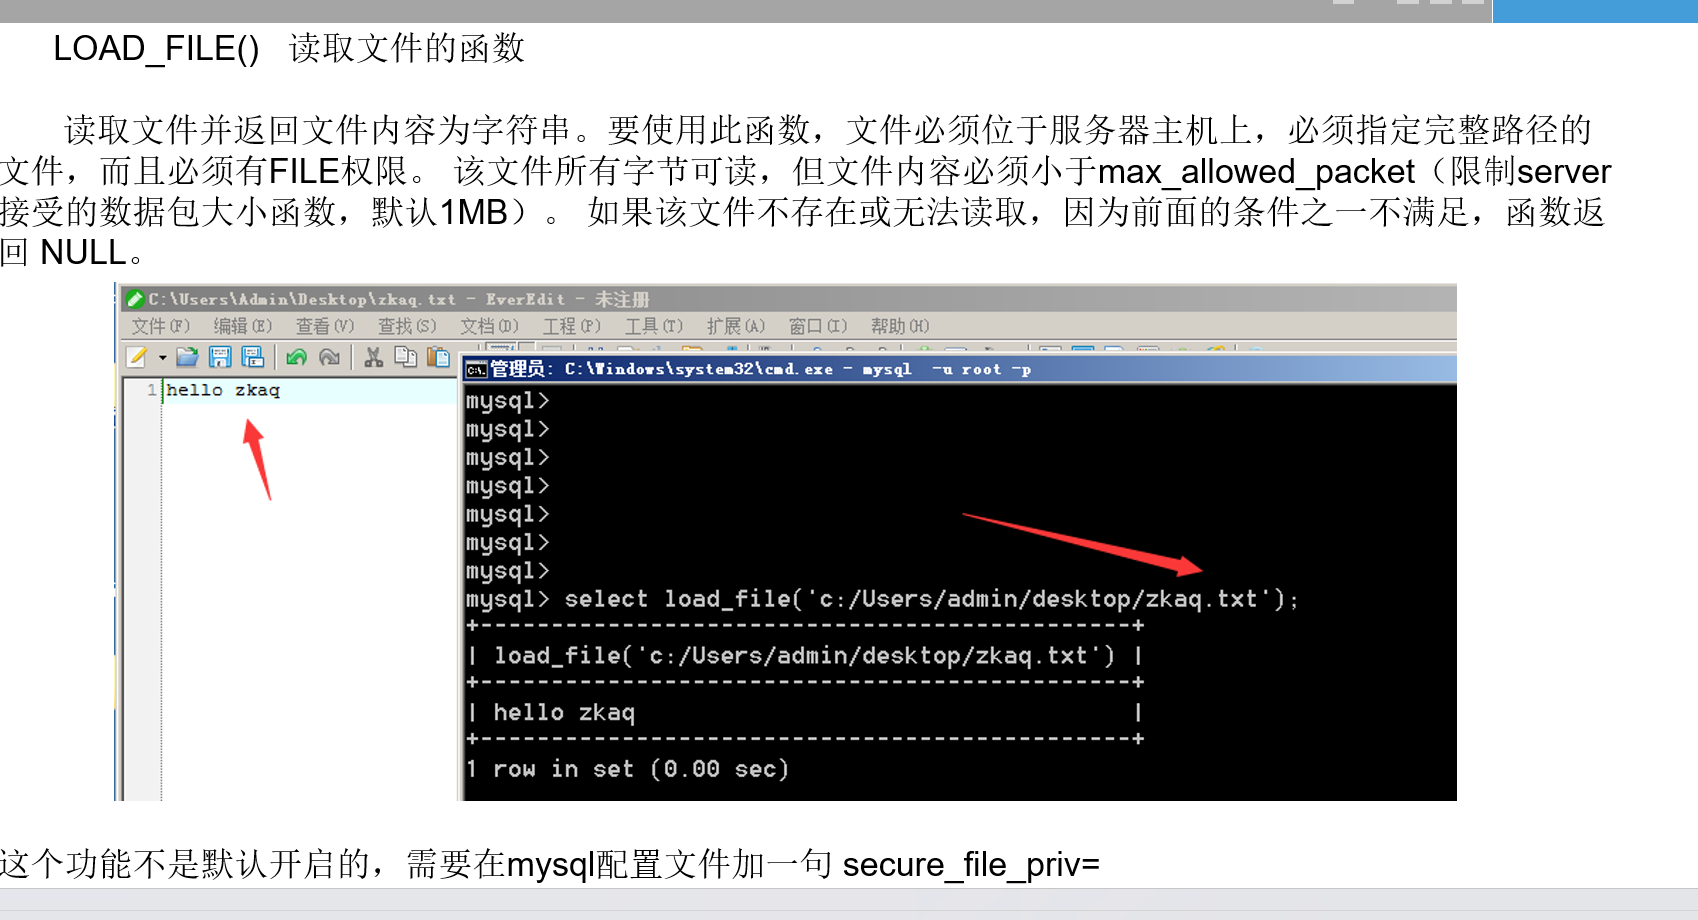 LOAD_FILE() 读取文件的函数
读取文件并返回文件内容为字符串。要使用此函数，文件必须位于服务器主机上，必须指定完整路径的
文件，而且必须有FILE权限。 该文件所有字节可读，但文件内容必须小于max_allowed_packet（限制server
接受的数据包大小函数，默认1MB）。 如果该文件不存在或无法读取，因为前面的条件之一不满足，函数返
回 NULL。
C:\Users\Admin\Desktop\zkaq.txt - EverEdit - 未注册
文件(F) 编辑(E) 查看(V) 查找(S) 文档(D) 工程(P) 工具(T) 扩展(A) 窗口(I) 帮助(H)
管理员: C:\Windows\system32\cmd.exe - mysql -u root -p
1 hello zkaq
mysql>
mysql>
mysql>
mysql>
mysql>
mysql>
mysql>
mysql> select load_file('c:/Users/admin/desktop/zkaq.txt');
+----------------------------------------------+
| load_file('c:/Users/admin/desktop/zkaq.txt') |
+----------------------------------------------+
| hello zkaq |
+----------------------------------------------+
1 row in set (0.00 sec)
这个功能不是默认开启的，需要在mysql配置文件加一句 secure_file_priv=